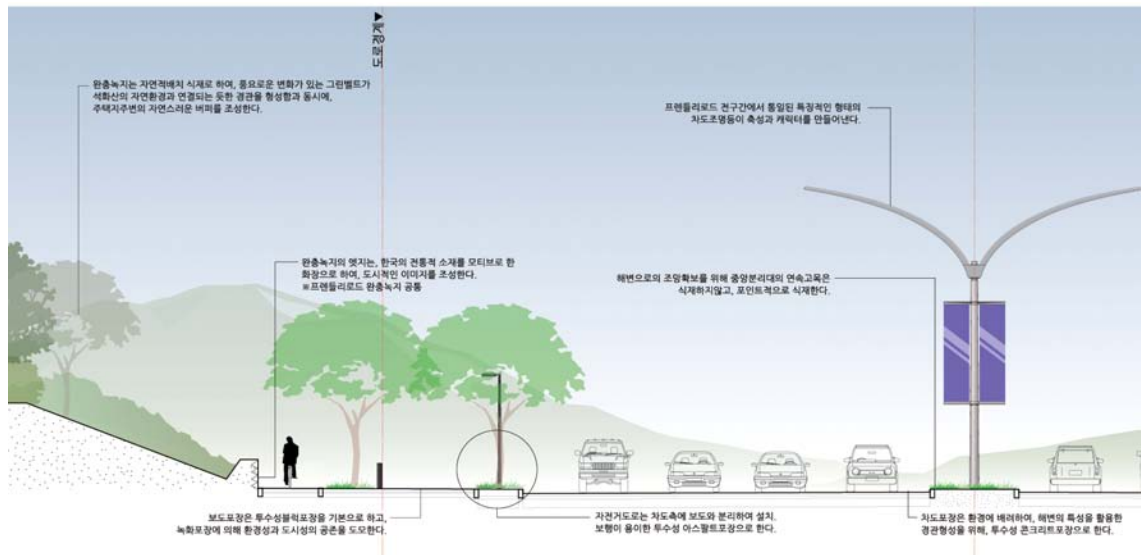 도로경계▶
완충녹지는 자연적배치 식재로 하여, 풍요로운 변화가 있는 그린벨트가
석화산의 자연환경과 연결되는 듯한 경관을 형성함과 동시에,
주택지주변의 자연스러운 버퍼를 조성한다.
프렌들리로드 전구간에서 통일된 특징적인 형태의
차도조명등이 축성과 캐릭터를 만들어낸다.
완충녹지의 엣지는, 한국의 전통적 소재를 모티브로 한
화장으로 하여, 도시적인 이미지를 조성한다.
※프렌들리로드 완충녹지 공통
해변으로의 조망확보를 위해 중앙분리대의 연속교목은
식재하지않고, 포인트적으로 식재한다.
보도포장은 투수성블럭포장을 기본으로 하고,
녹화포장에 의해 환경성과 도시성의 공존을 도모한다.
자전거도로는 차도측에 보도와 분리하여 설치.
보행이 용이한 투수성 아스팔트포장으로 한다.
차도포장은 환경에 배려하여, 해변의 특성을 활용한
경관형성을 위해, 투수성 콘크리트포장으로 한다.